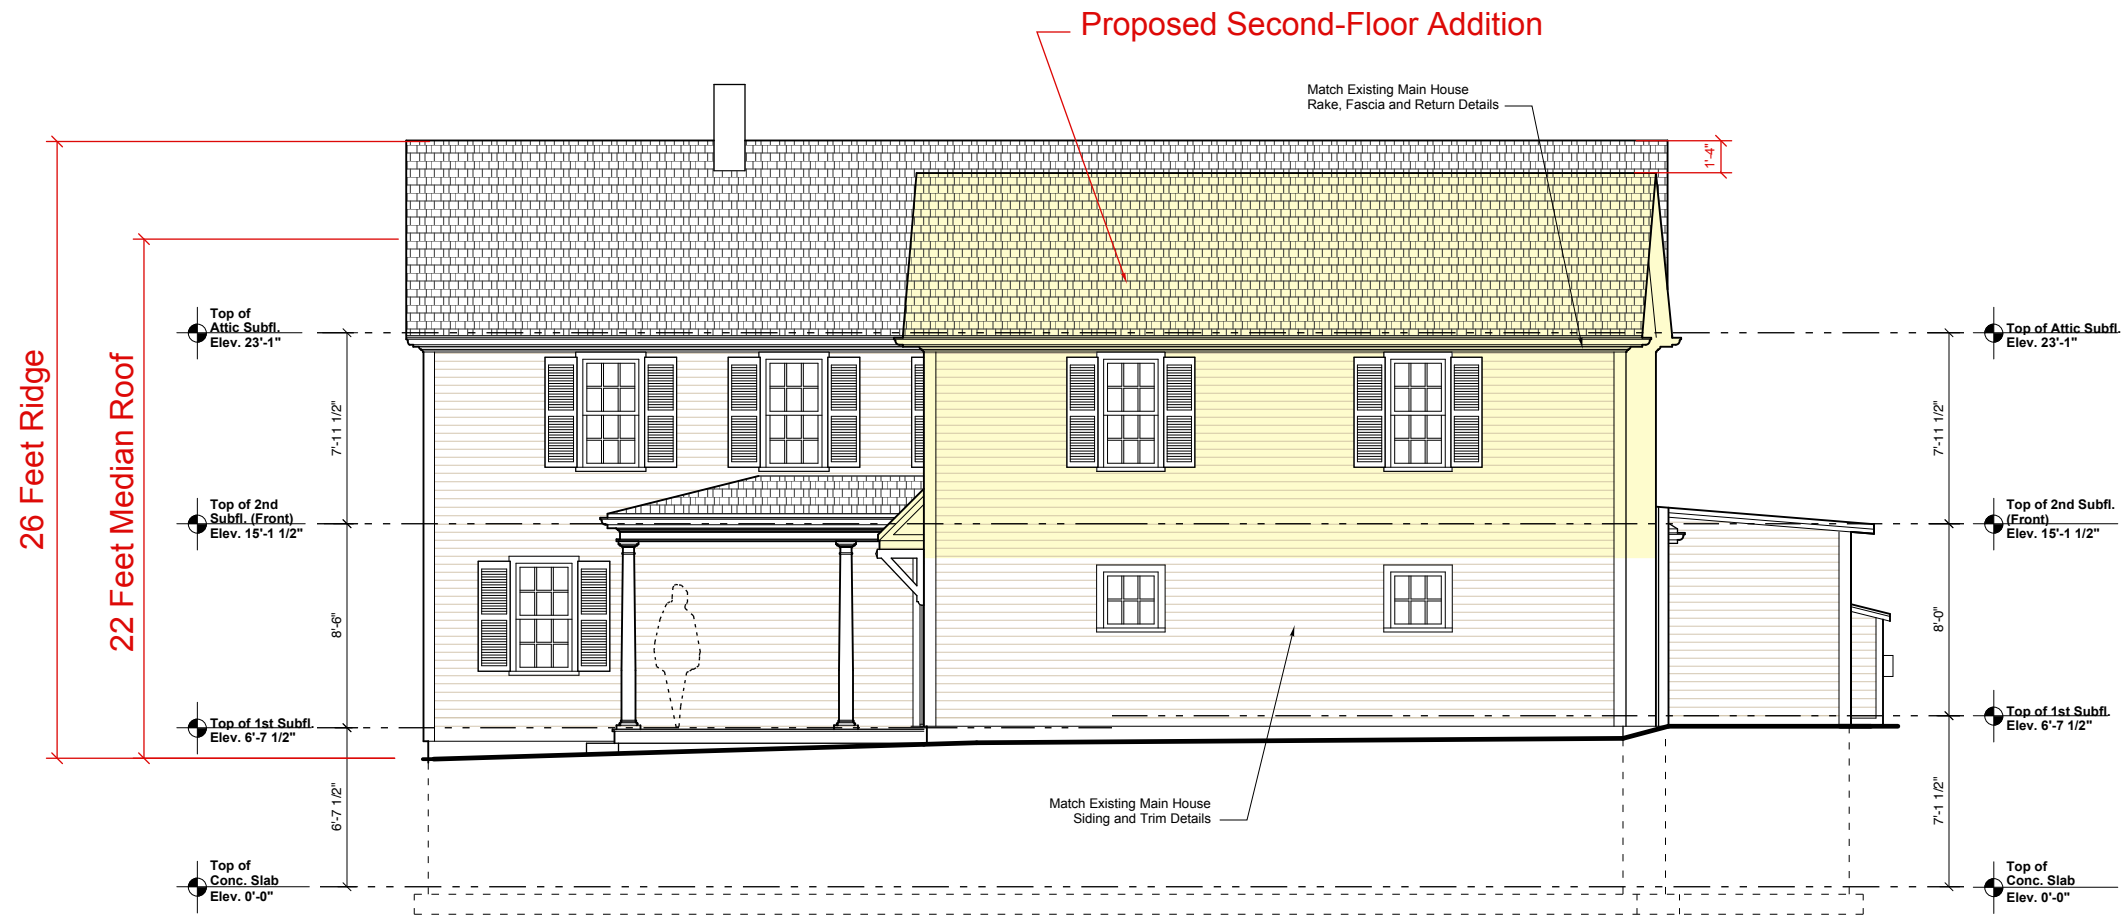 Proposed Second-Floor Addition
Match Existing Main House
Rake, Fascia and Return Details
1'-4"
26 Feet Ridge
22 Feet Median Roof
Top of
Attic Subfl.
Elev. 23'-1"
Top of Attic Subfl.
Elev. 23'-1"
7'-11 1/2"
7'-11 1/2"
Top of 2nd
Subfl. (Front)
Elev. 15'-1 1/2"
Top of 2nd Subfl.
(Front)
Elev. 15'-1 1/2"
8'-6"
8'-0"
Top of 1st Subfl.
Elev. 6'-7 1/2"
Top of 1st Subfl.
Elev. 6'-7 1/2"
6'-7 1/2"
7'-1 1/2"
Match Existing Main House
Siding and Trim Details
Top of
Conc. Slab
Elev. 0'-0"
Top of
Conc. Slab
Elev. 0'-0"